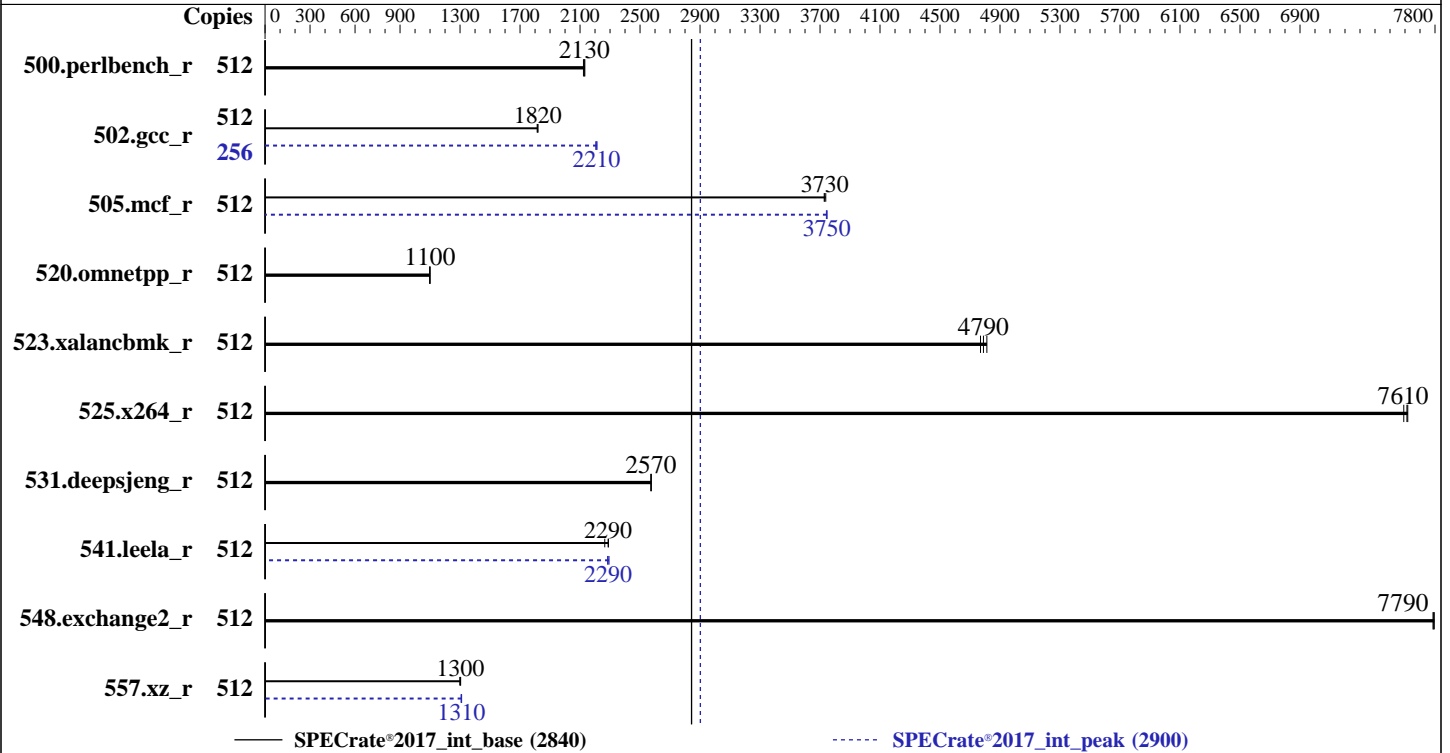 Copies 0 300 600 900 1300 1700 2100 2500 2900 3300 3700 4100 4500 4900 5300 5700 6100 6500 6900 7800
500.perlbench_r 512 2130
512 1820
502.gcc_r
256 2210
505.mcf_r 512 3730
3750
520.omnetpp_r 512 1100
523.xalancbmk_r 512 4790
525.x264_r 512 7610
531.deepsjeng_r 512 2570
541.leela_r 512 2290
2290
548.exchange2_r 512 7790
557.xz_r 512 1300
1310
SPECrate®2017_int_base (2840) SPECrate®2017_int_peak (2900)